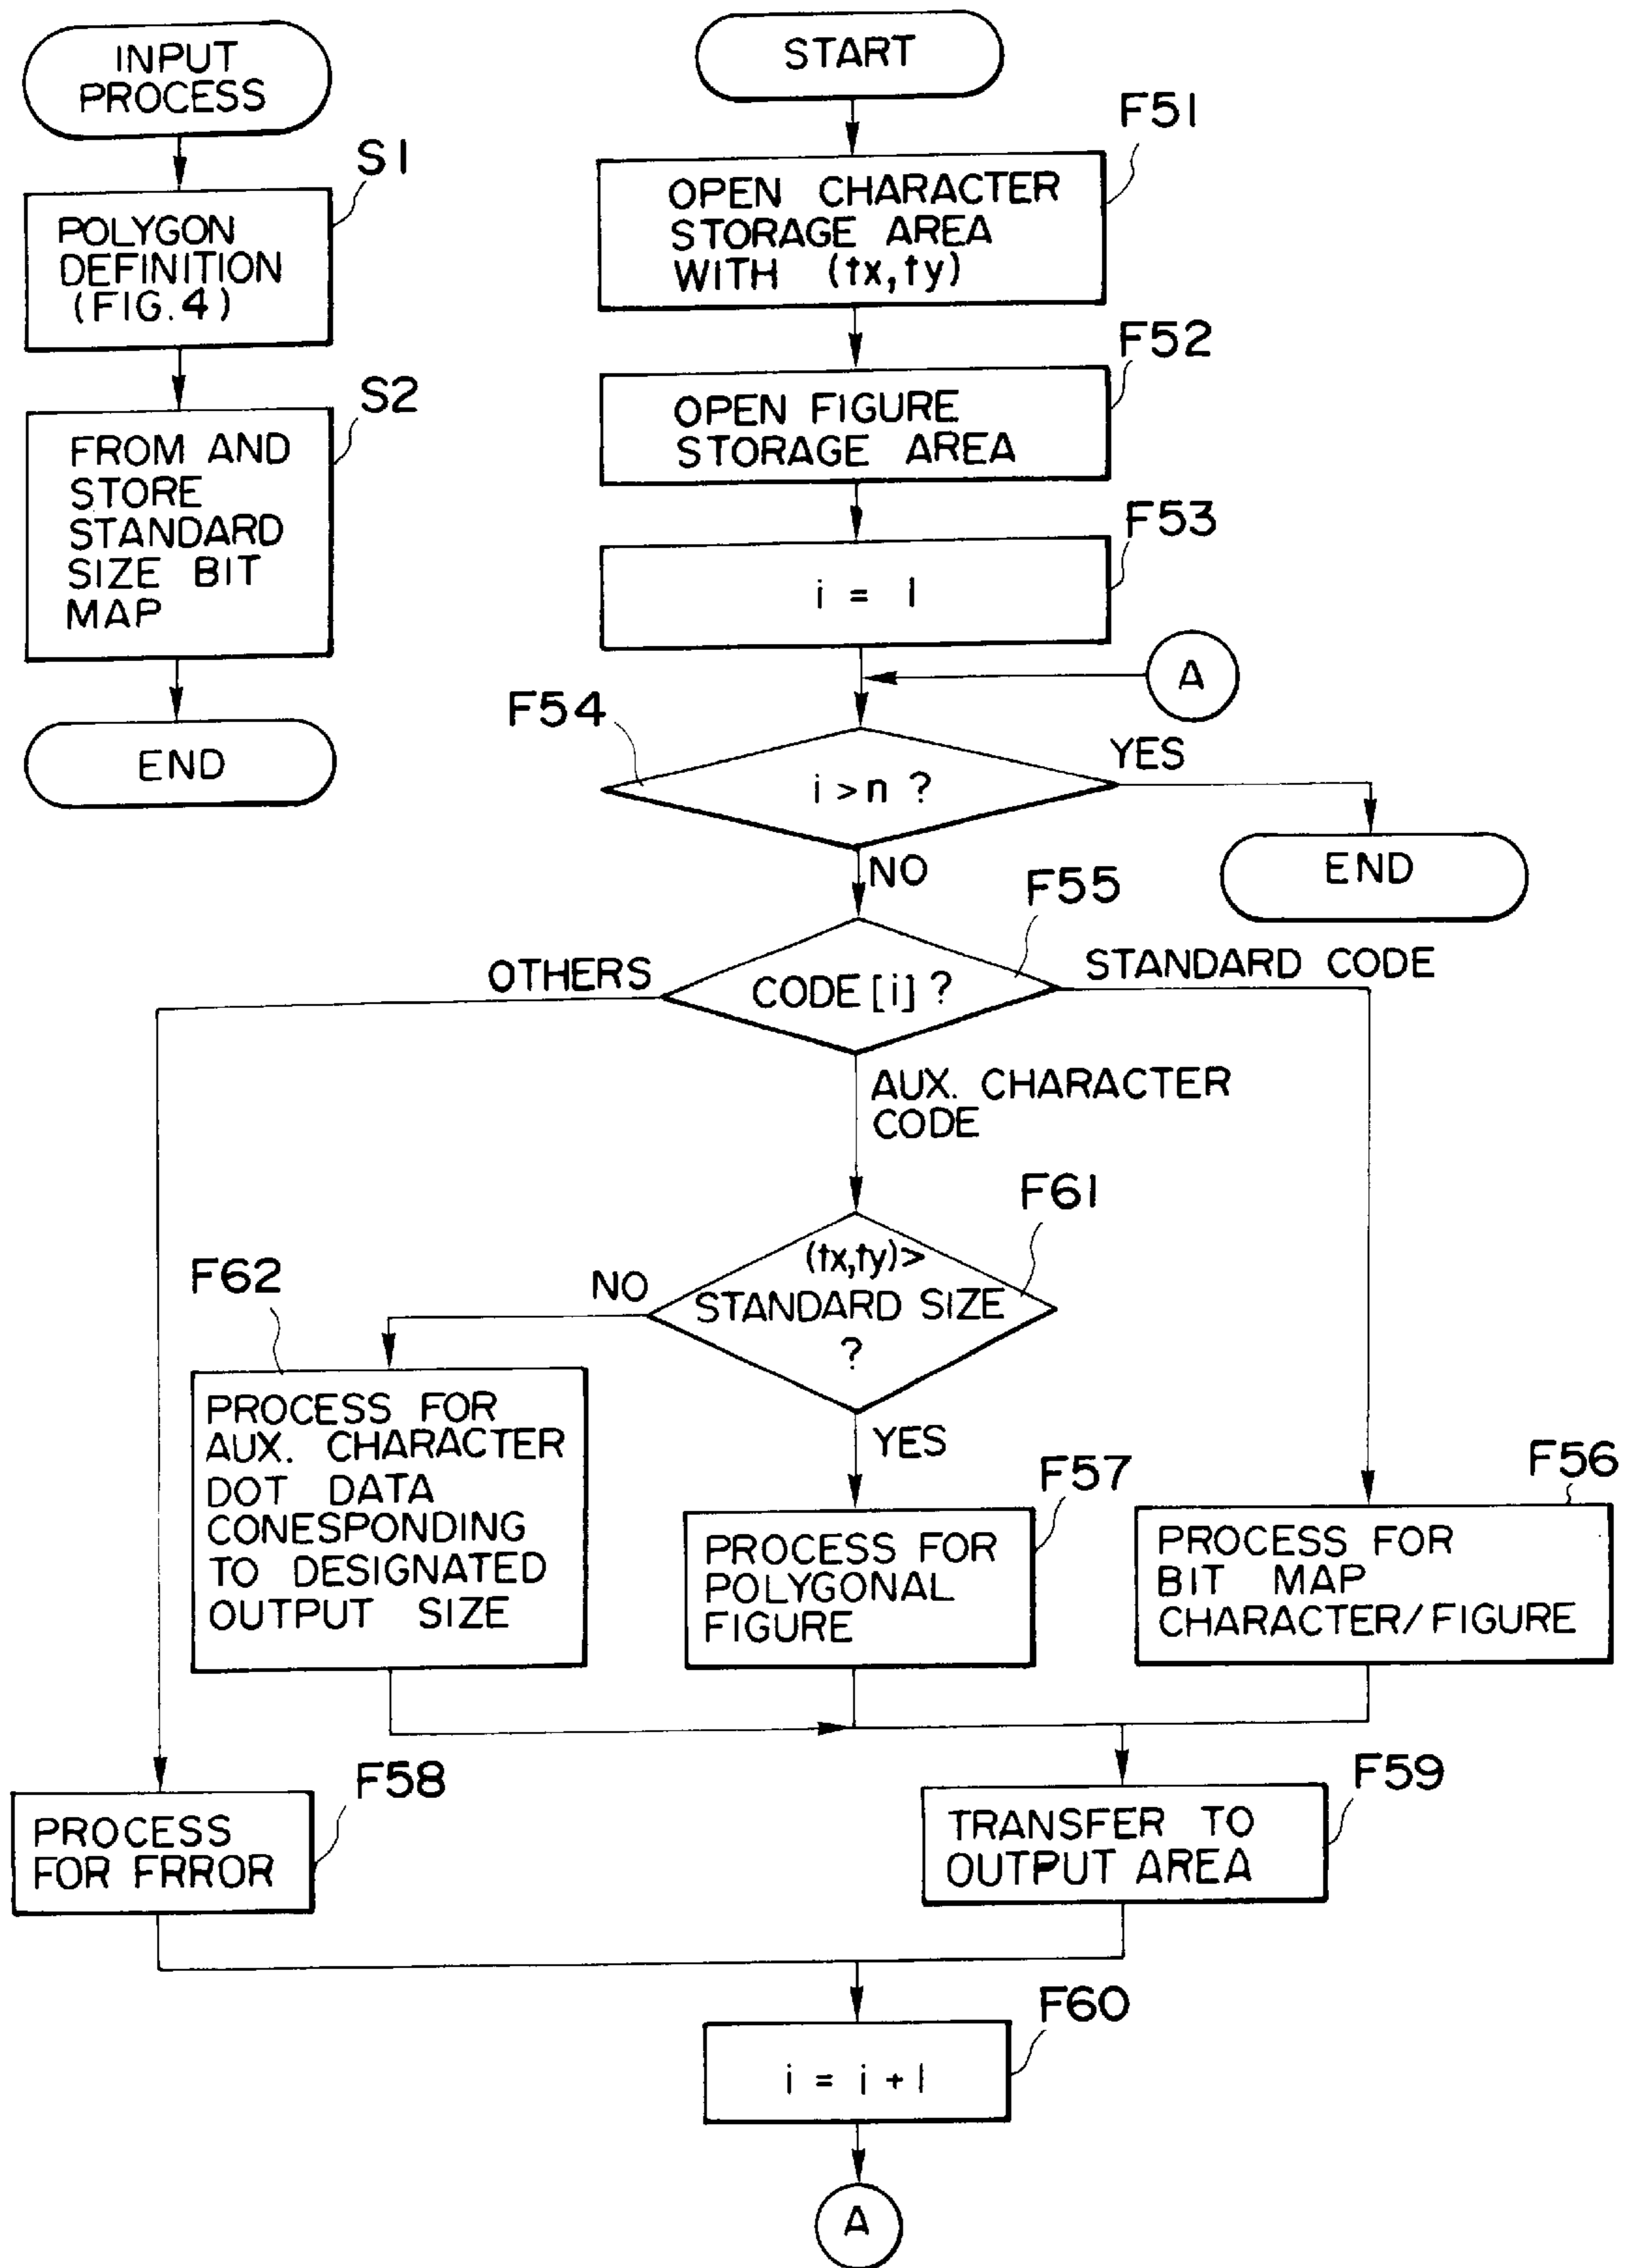 INPUT
PROCESS
S1
POLYGON
DEFINITION
(FIG.4)
S2
FROM AND
STORE
STANDARD
SIZE BIT
MAP
END
START
F51
OPEN CHARACTER
STORAGE AREA
WITH (tx,ty)
F52
OPEN FIGURE
STORAGE AREA
F53
i = 1
A
F54
i>n ?
YES
END
NO
F55
CODE[i]?
OTHERS
STANDARD CODE
AUX. CHARACTER
CODE
F61
(tx,ty)>
STANDARD SIZE
?
NO
YES
F62
PROCESS FOR
AUX. CHARACTER
DOT DATA
CONESPONDING
TO DESIGNATED
OUTPUT SIZE
F57
PROCESS FOR
POLYGONAL
FIGURE
F56
PROCESS FOR
BIT MAP
CHARACTER/FIGURE
F58
PROCESS
FOR FRROR
F59
TRANSFER TO
OUTPUT AREA
F60
i = i +1
A